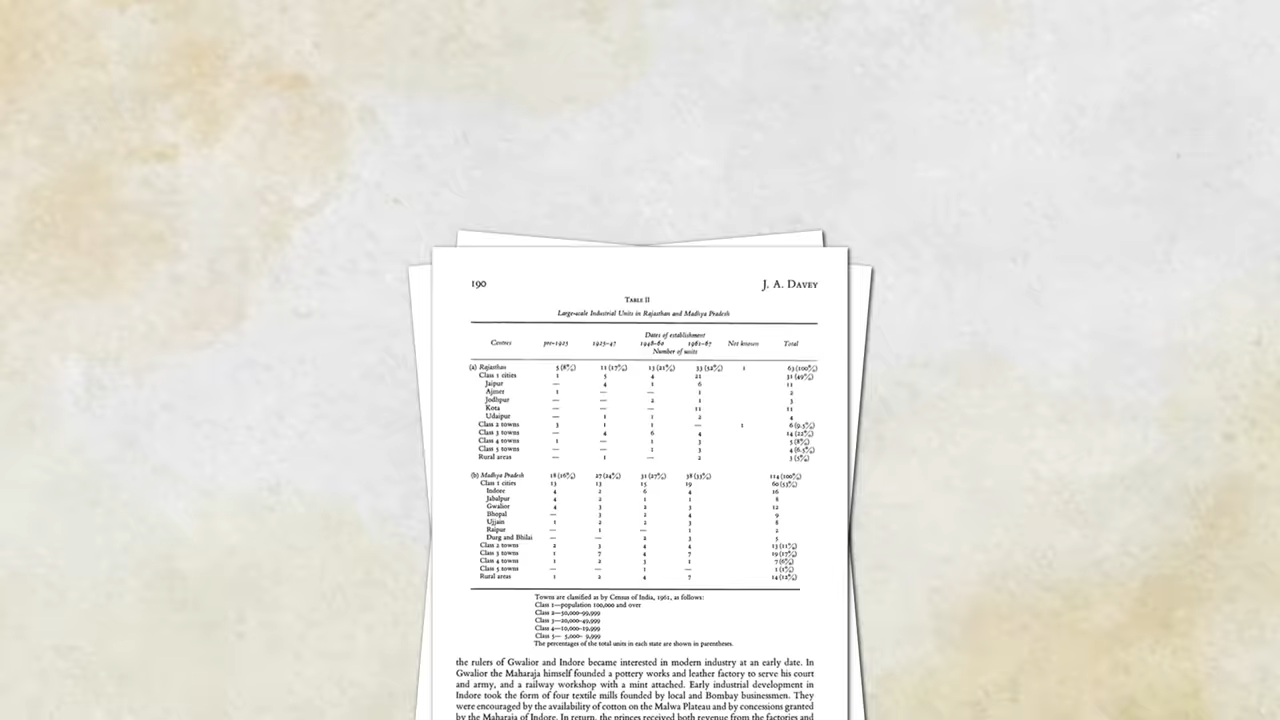 190 J. A. DAVEY
TABLE II
Large-scale Industrial Units in Rajasthan and Madhya Pradesh
Dates of establishment
Centres pre-1925 1925–47 1948–60 1961–67 Not known Total
Number of units
(a) Rajasthan 5 (8%) 11 (17%) 13 (21%) 33 (52%) 1 63 (100%)
Class 1 cities 1 5 4 21 31 (49%)
Jaipur — 4 1 6 11
Ajmer 1 — — 1 2
Jodhpur — — 2 1 3
Kota — — — 11 11
Udaipur — 1 1 2 4
Class 2 towns 3 1 1 — 1 6 (9.5%)
Class 3 towns — 4 6 4 14 (22%)
Class 4 towns 1 — 1 3 5 (8%)
Class 5 towns — — 1 3 4 (6.5%)
Rural areas — 1 — 2 3 (5%)
(b) Madhya Pradesh 18 (16%) 27 (24%) 31 (27%) 38 (33%) 114 (100%)
Class 1 cities 13 13 15 19 60 (53%)
Indore 4 2 6 4 16
Jabalpur 4 2 1 1 8
Gwalior 4 3 2 3 12
Bhopal — 3 2 4 9
Ujjain 1 2 2 3 8
Raipur — 1 — 1 2
Durg and Bhilai — — 2 3 5
Class 2 towns 2 3 4 4 13 (11%)
Class 3 towns 1 7 4 7 19 (17%)
Class 4 towns 1 2 3 1 7 (6%)
Class 5 towns — — 1 — 1 (1%)
Rural areas 1 2 4 7 14 (12%)
Towns are classified as by Census of India, 1961, as follows:
Class 1—population 100,000 and over
Class 2—50,000–99,999
Class 3—20,000–49,999
Class 4—10,000–19,999
Class 5— 5,000– 9,999
The percentages of the total units in each state are shown in parentheses.
the rulers of Gwalior and Indore became interested in modern industry at an early date. In
Gwalior the Maharaja himself founded a pottery works and leather factory to serve his court
and army, and a railway workshop with a mint attached. Early industrial development in
Indore took the form of four textile mills founded by local and Bombay businessmen. They
were encouraged by the availability of cotton on the Malwa Plateau and by concessions granted
by the Maharaja of Indore. In return, the princes received both revenue from the factories and